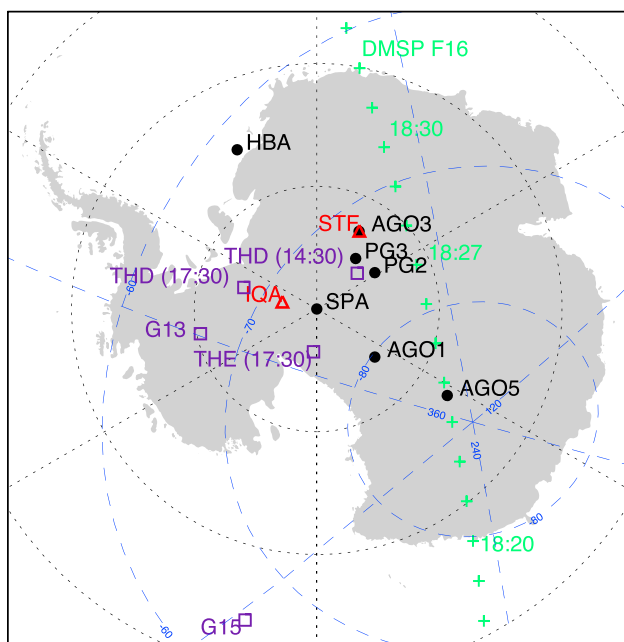 DMSP F16
18:30
HBA
STF
AGO3
THD (14:30)
PG3
18:27
THD (17:30)
PG2
-60
IQA
SPA
G13
-70
THE (17:30)
AGO1
-80
AGO5
360
120
240
-80
18:20
G15
-60